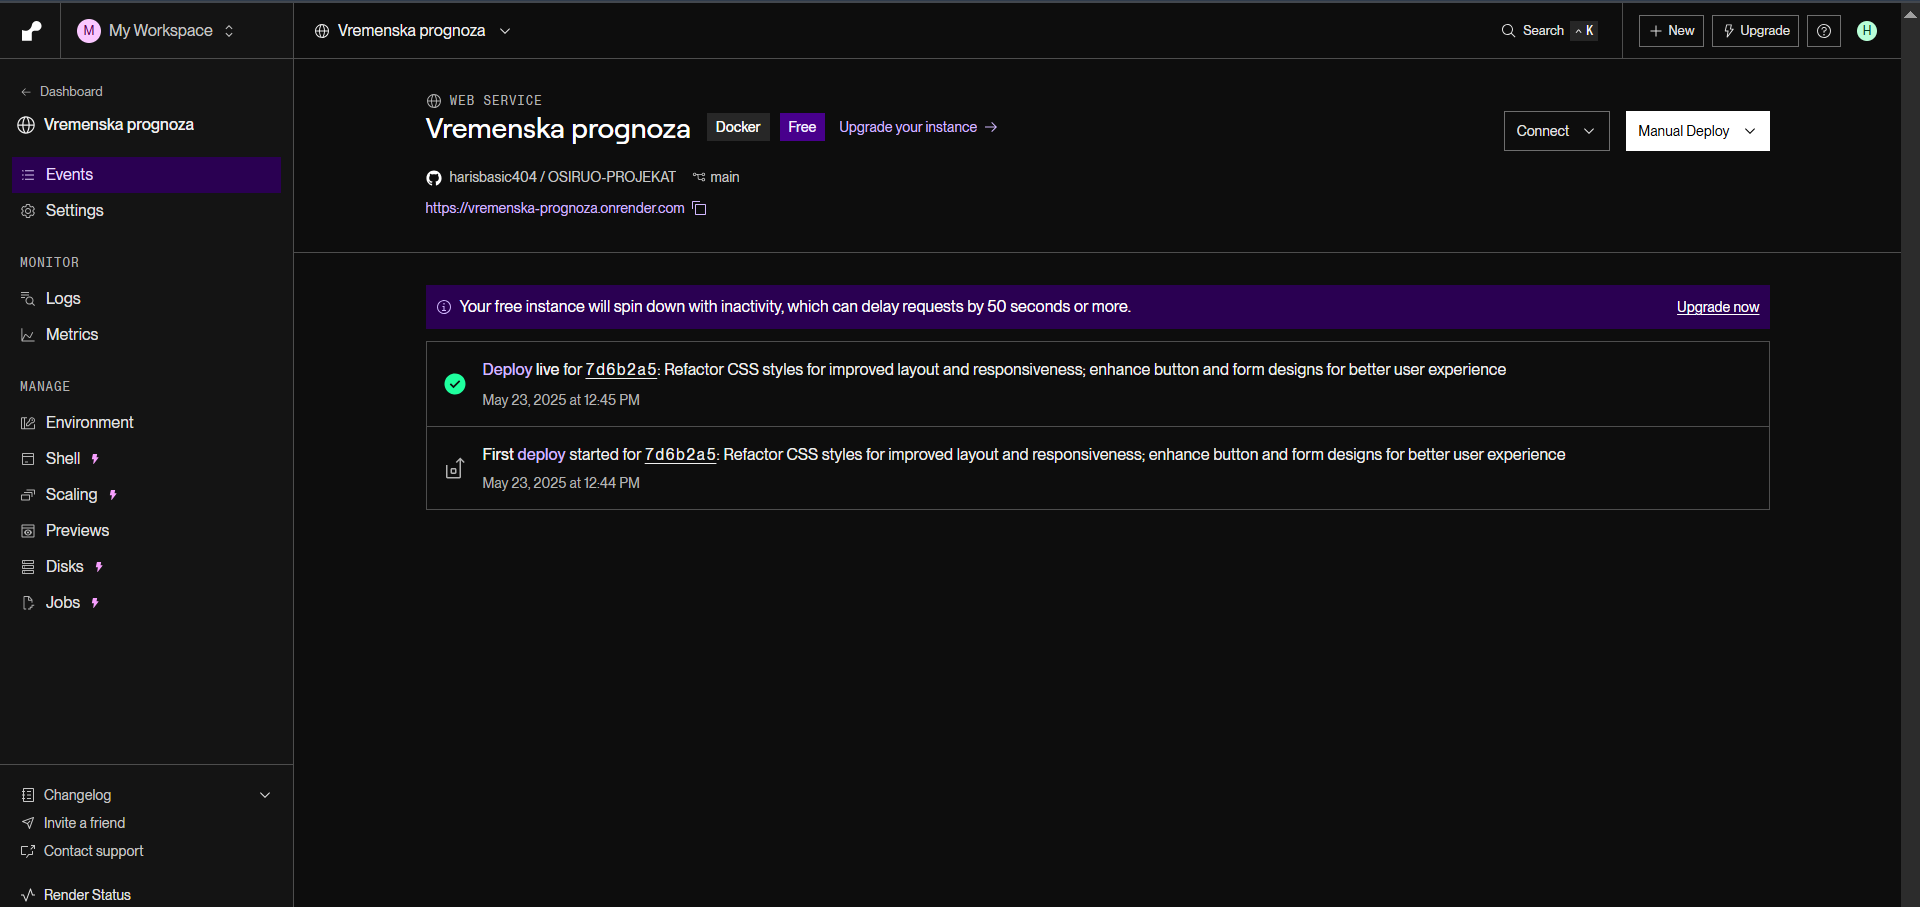 M My Workspace
Vremenska prognoza
Search ^ K
+ New
Upgrade
H
← Dashboard
Vremenska prognoza
Events
Settings
MONITOR
Logs
Metrics
MANAGE
Environment
Shell
Scaling
Previews
Disks
Jobs
Changelog
Invite a friend
Contact support
Render Status
WEB SERVICE
Vremenska prognoza Docker Free Upgrade your instance →
Connect
Manual Deploy
harisbasic404 / OSIRUO-PROJEKAT main
https://vremenska-prognoza.onrender.com
Your free instance will spin down with inactivity, which can delay requests by 50 seconds or more. Upgrade now
Deploy live for 7d6b2a5: Refactor CSS styles for improved layout and responsiveness; enhance button and form designs for better user experience
May 23, 2025 at 12:45 PM
First deploy started for 7d6b2a5: Refactor CSS styles for improved layout and responsiveness; enhance button and form designs for better user experience
May 23, 2025 at 12:44 PM